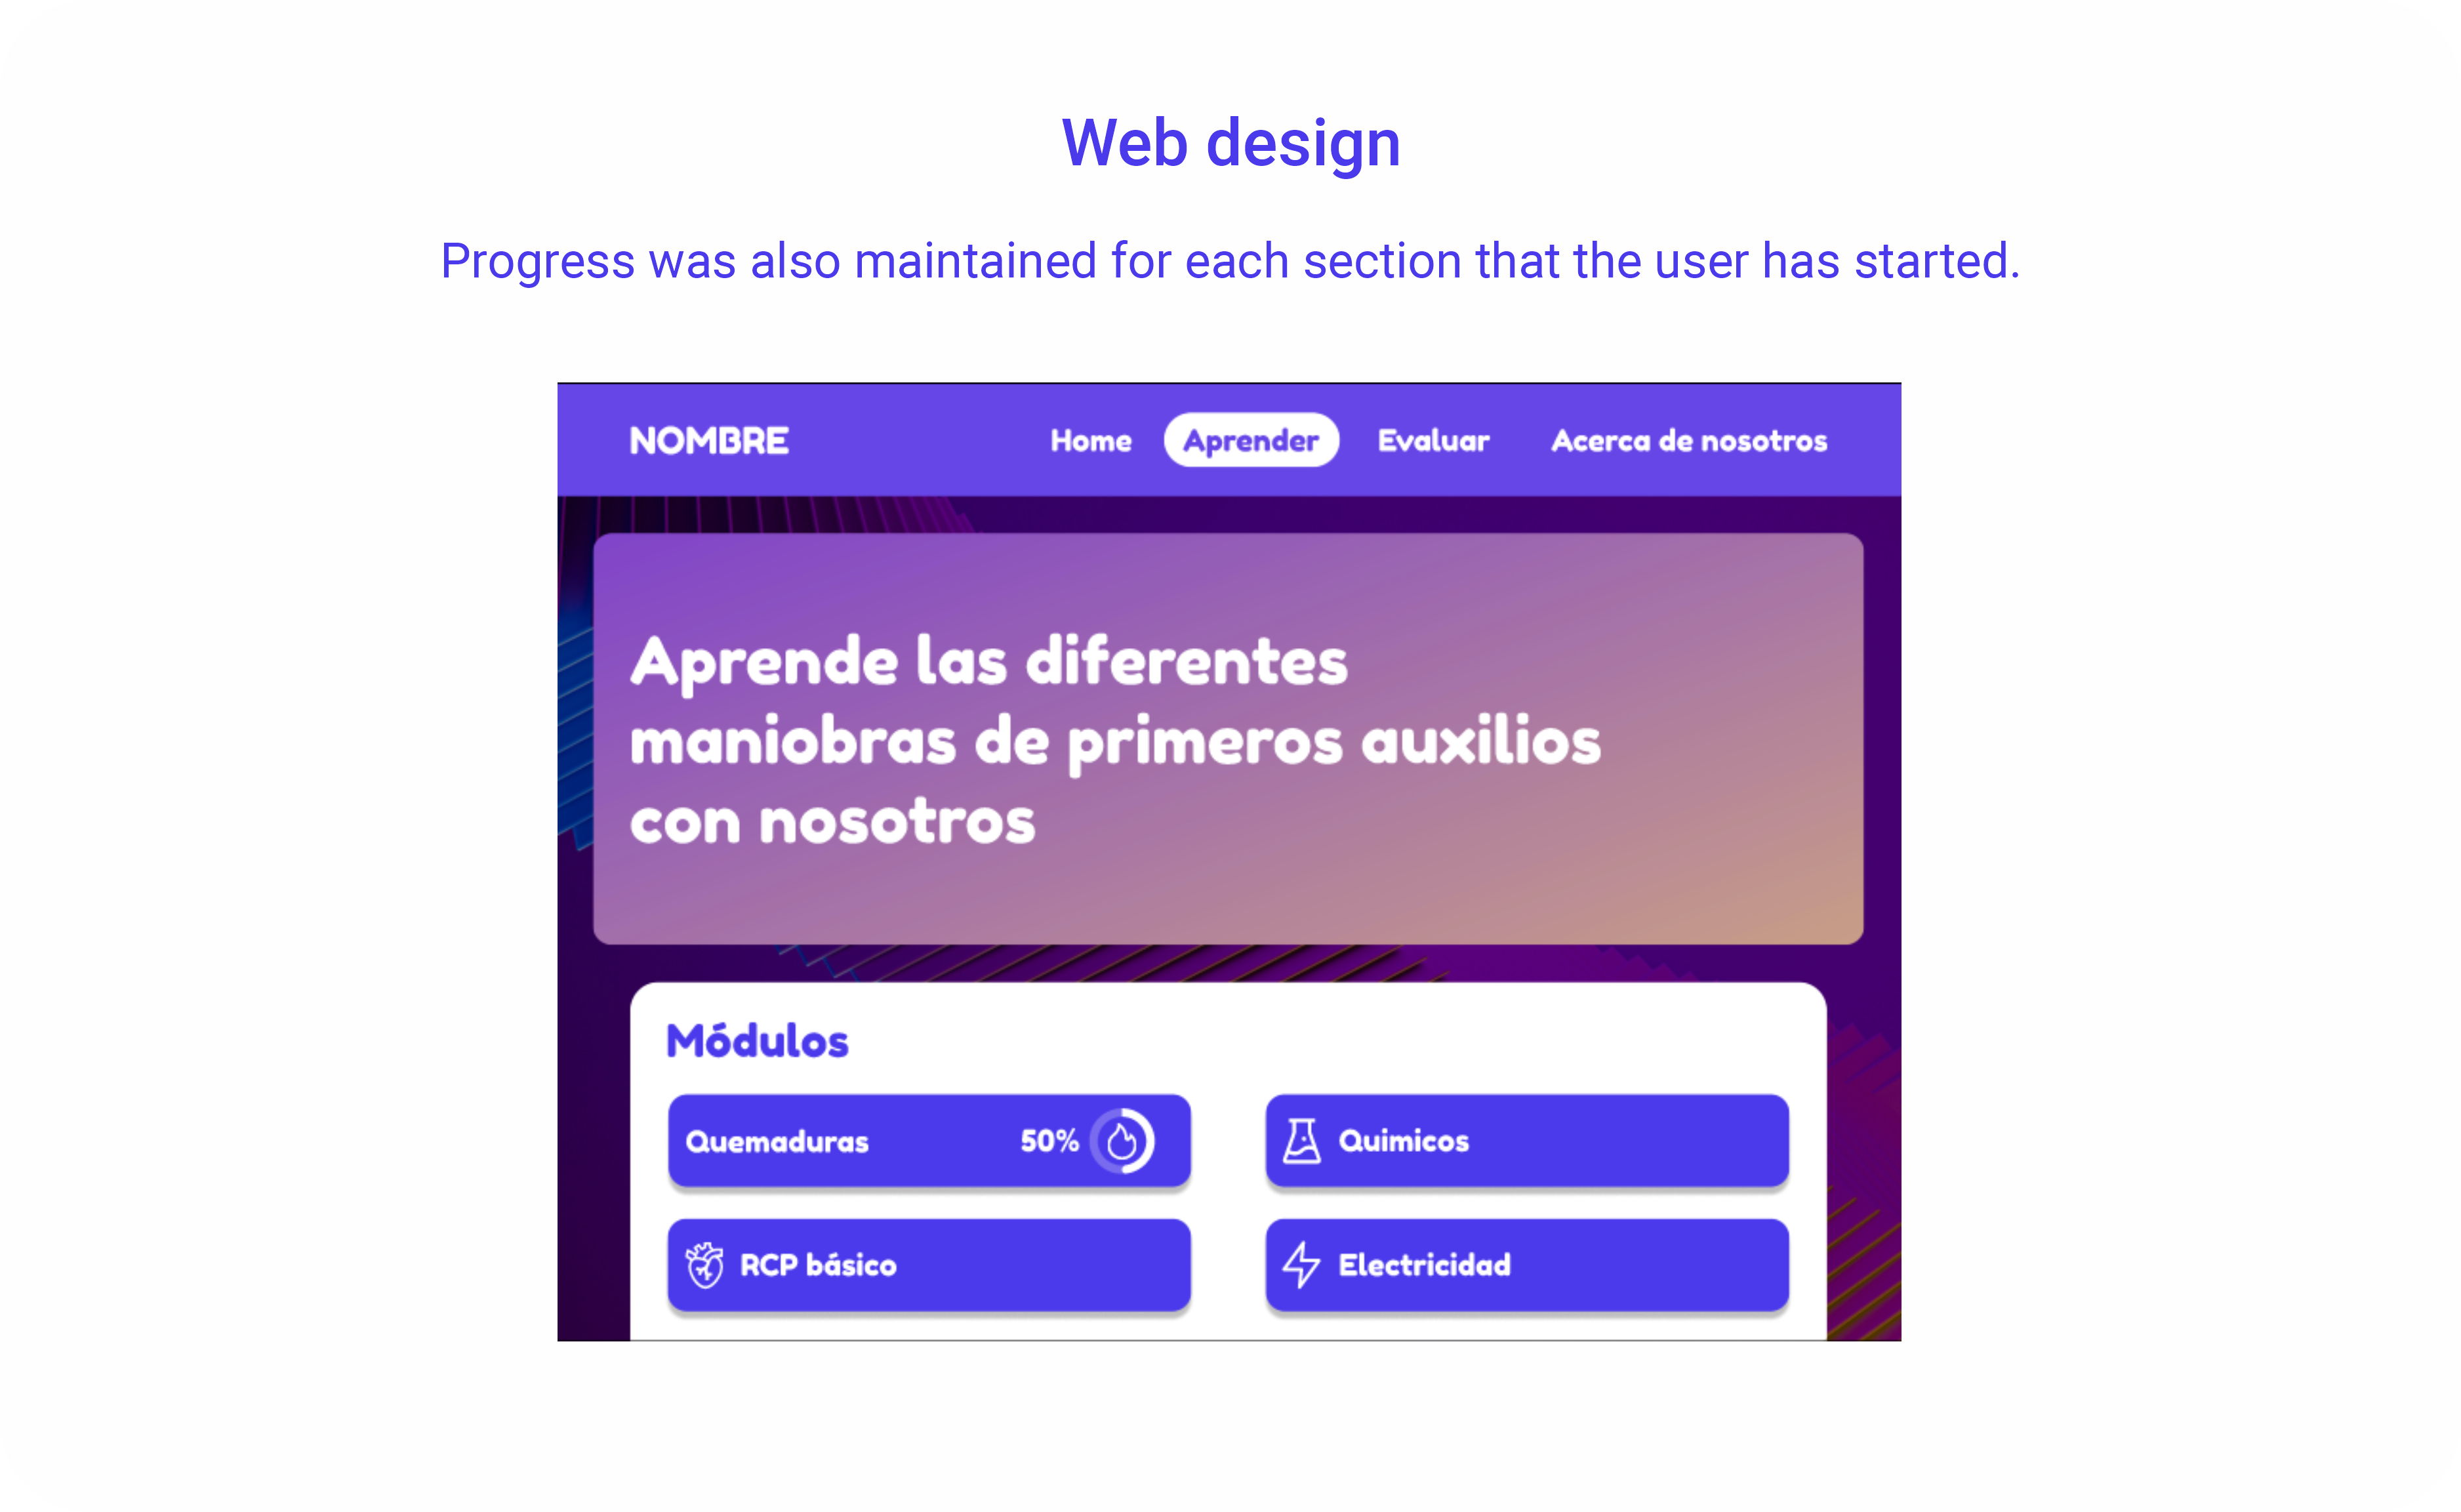 Web design
Progress was also maintained for each section that the user has started.
NOMBRE Home Aprender Evaluar Acerca de nosotros
Aprende las diferentes
maniobras de primeros auxilios
con nosotros
Módulos
Quemaduras 50% Quimicos
RCP básico Electricidad